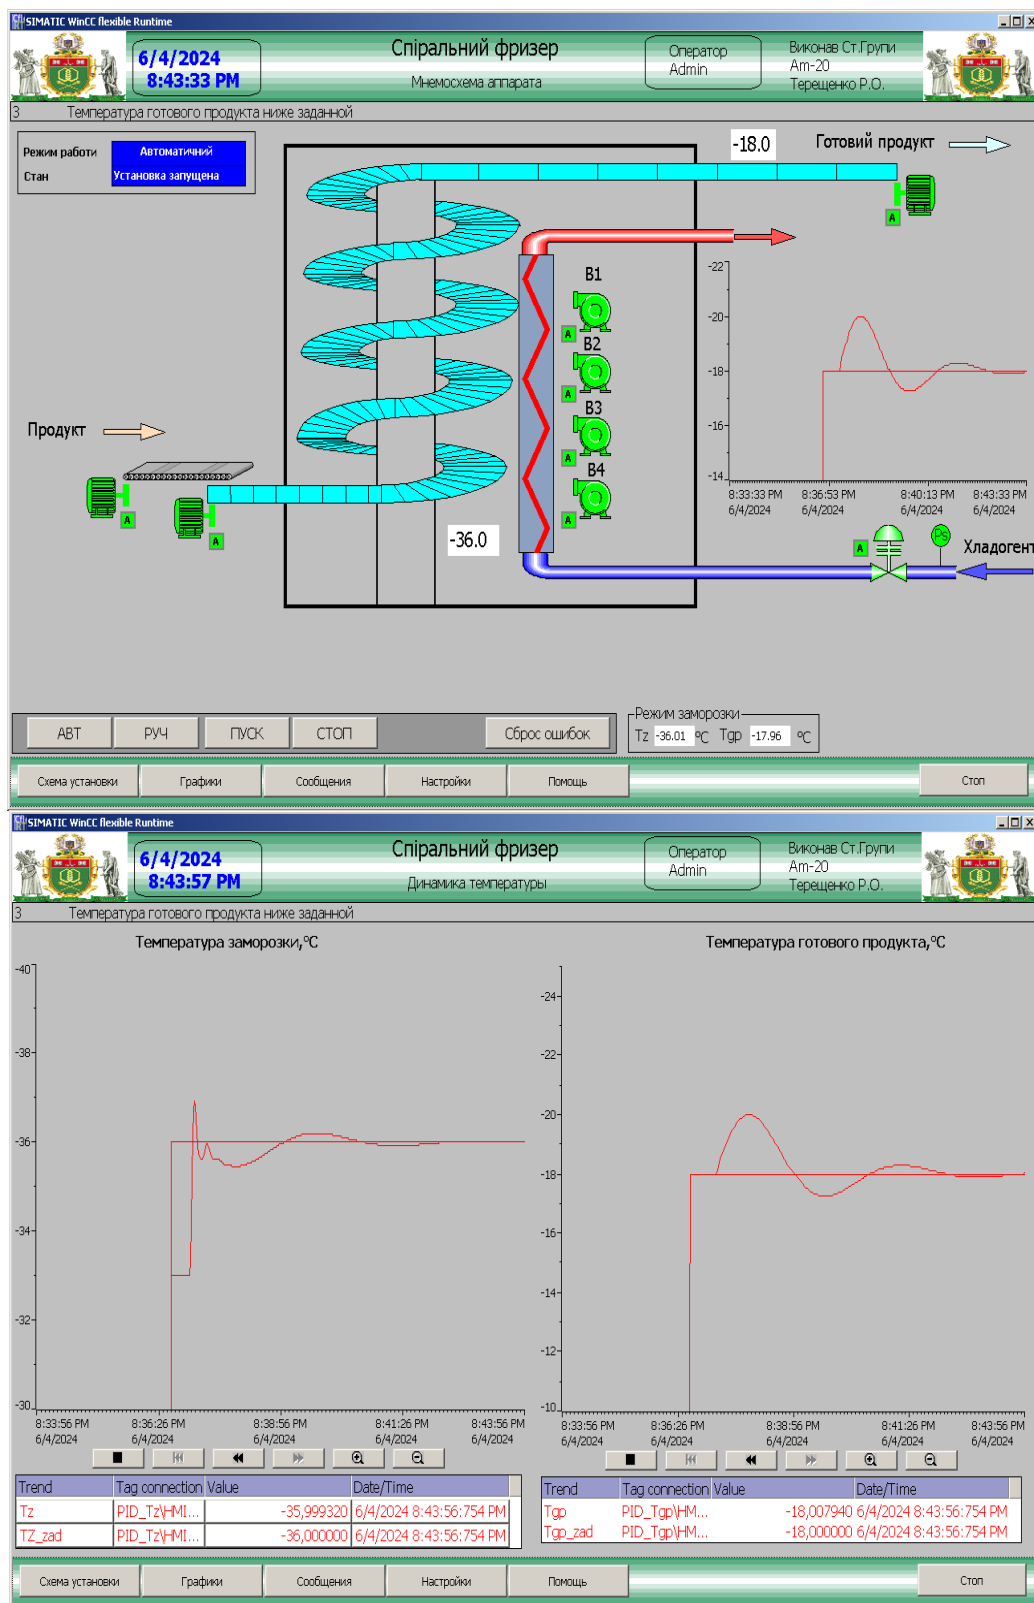 SIMATIC WinCC flexible Runtime
6/4/2024
8:43:33 PM
Спіральний фризер
Мнемосхема аппарата
Оператор
Admin
Виконав Ст.Групи
Ат-20
Терещенко Р.О.
3 Температура готового продукта ниже заданной
Режим работи Автоматичний
Стан Установка запущена
-18.0
Готовий продукт
B1
A
B2
A
B3
A
B4
A
A
Продукт
A
A
-36.0
-22
-20
-18
-16
-14
8:33:33 PM 8:36:53 PM 8:40:13 PM 8:43:33 PM
6/4/2024 6/4/2024 6/4/2024 6/4/2024
A
Ps
Хладогент
АВТ РУЧ ПУСК СТОП Сброс ошибок
Режим заморозки
Tz -36.01 °C Tgp -17.96 °C
Схема установки Графики Сообщения Настройки Помощь Стоп
SIMATIC WinCC flexible Runtime
6/4/2024
8:43:57 PM
Спіральний фризер
Динамика температуры
Оператор
Admin
Виконав Ст.Групи
Ат-20
Терещенко Р.О.
3 Температура готового продукта ниже заданной
Температура заморозки,°C
-40
-38
-36
-34
-32
-30
8:33:56 PM 8:36:26 PM 8:38:56 PM 8:41:26 PM 8:43:56 PM
6/4/2024 6/4/2024 6/4/2024 6/4/2024 6/4/2024
Trend Tag connection Value Date/Time
Tz PID_Tz\HMI... -35,999320 6/4/2024 8:43:56:754 PM
TZ_zad PID_Tz\HMI... -36,000000 6/4/2024 8:43:56:754 PM
Температура готового продукта,°C
-24
-22
-20
-18
-16
-14
-12
-10
8:33:56 PM 8:36:26 PM 8:38:56 PM 8:41:26 PM 8:43:56 PM
6/4/2024 6/4/2024 6/4/2024 6/4/2024 6/4/2024
Trend Tag connection Value Date/Time
Tgp PID_Tgp\HM... -18,007940 6/4/2024 8:43:56:754 PM
Tgp_zad PID_Tgp\HM... -18,000000 6/4/2024 8:43:56:754 PM
Схема установки Графики Сообщения Настройки Помощь Стоп